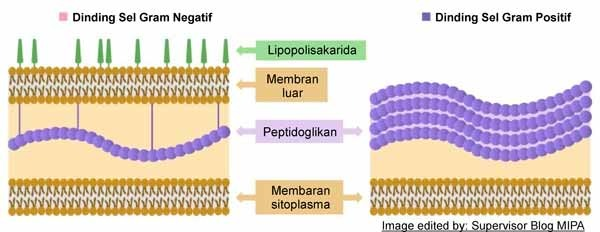 Dinding Sel Gram Negatif
Dinding Sel Gram Positif
Lipopolisakarida
Membran
luar
Peptidoglikan
Membaran
sitoplasma
Image edited by: Supervisor Blog MIPA